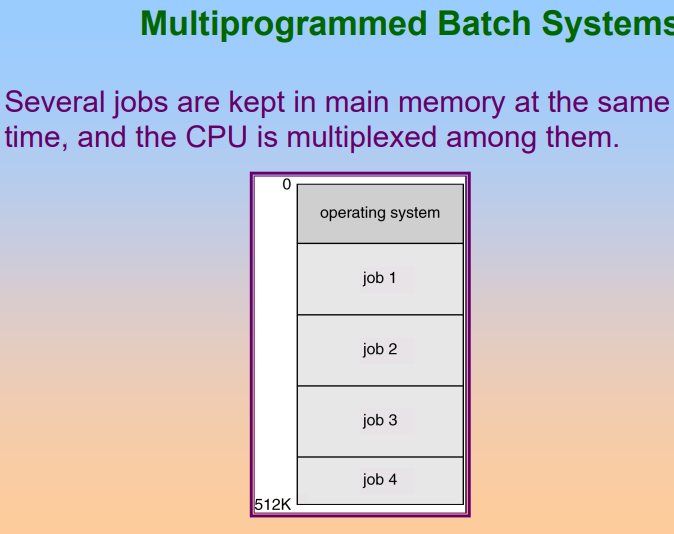 Multiprogrammed Batch Systems
Several jobs are kept in main memory at the same
time, and the CPU is multiplexed among them.
0
operating system
job 1
job 2
job 3
job 4
512K